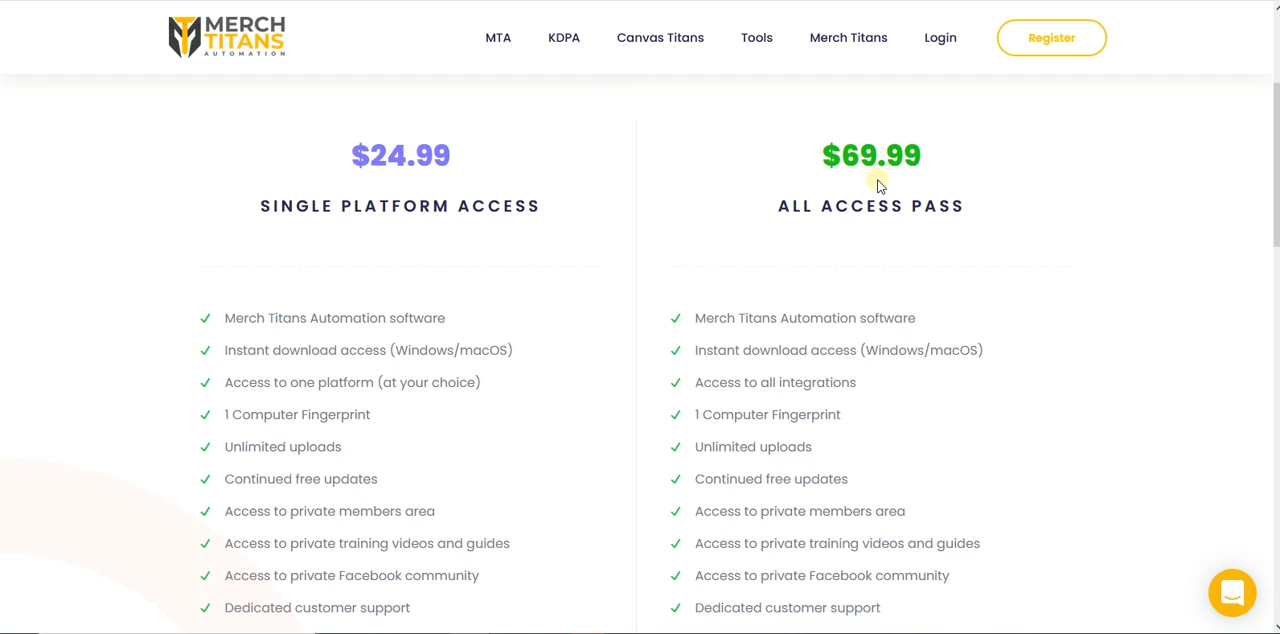 MERCH
TITANS
AUTOMATION
MTA
KDPA
Canvas Titans
Tools
Merch Titans
Login
Register
$24.99
SINGLE PLATFORM ACCESS
Merch Titans Automation software
Instant download access (Windows/macOS)
Access to one platform (at your choice)
1 Computer Fingerprint
Unlimited uploads
Continued free updates
Access to private members area
Access to private training videos and guides
Access to private Facebook community
Dedicated customer support
$69.99
ALL ACCESS PASS
Merch Titans Automation software
Instant download access (Windows/macOS)
Access to all integrations
1 Computer Fingerprint
Unlimited uploads
Continued free updates
Access to private members area
Access to private training videos and guides
Access to private Facebook community
Dedicated customer support